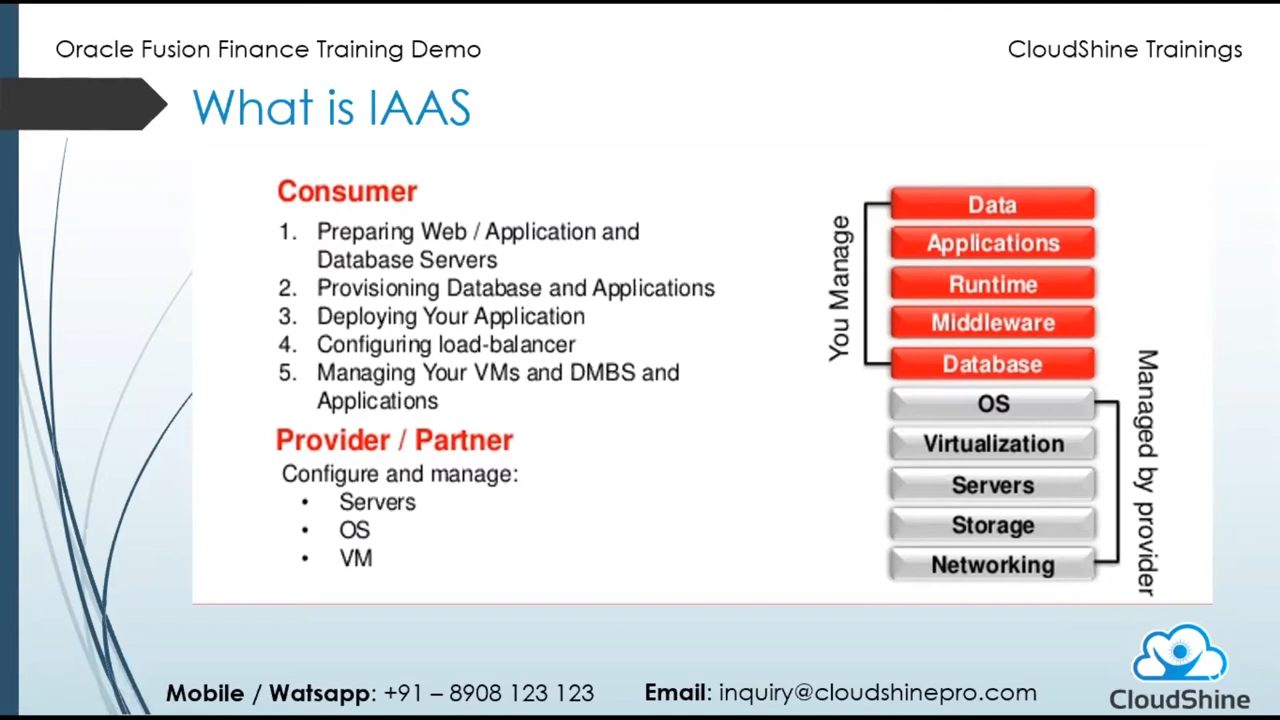 Oracle Fusion Finance Training Demo
CloudShine Trainings
What is IAAS
Consumer
1. Preparing Web / Application and
Database Servers
2. Provisioning Database and Applications
3. Deploying Your Application
4. Configuring load-balancer
5. Managing Your VMs and DMBS and
Applications
Provider / Partner
Configure and manage:
• Servers
• OS
• VM
You Manage
Data
Applications
Runtime
Middleware
Database
OS
Virtualization
Servers
Storage
Networking
Managed by provider
Mobile / Watsapp: +91 – 8908 123 123
Email: inquiry@cloudshinepro.com
CloudShine